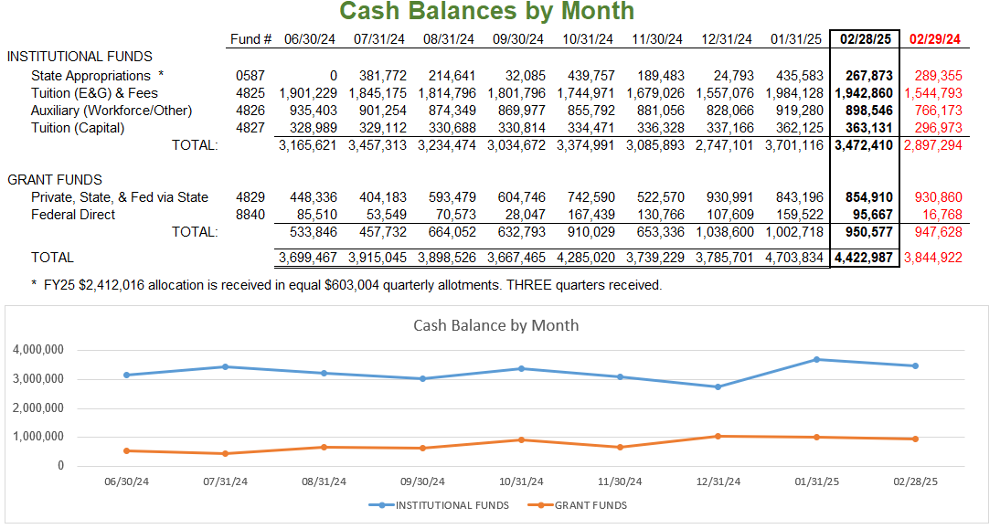 Cash Balances by Month
Fund # 06/30/24 07/31/24 08/31/24 09/30/24 10/31/24 11/30/24 12/31/24 01/31/25 02/28/25 02/29/24
INSTITUTIONAL FUNDS
State Appropriations * 0587 0 381,772 214,641 32,085 439,757 189,483 24,793 435,583 267,873 289,355
Tuition (E&G) & Fees 4825 1,901,229 1,845,175 1,814,796 1,801,796 1,744,971 1,679,026 1,557,076 1,984,128 1,942,860 1,544,793
Auxiliary (Workforce/Other) 4826 935,403 901,254 874,349 869,977 855,792 881,056 828,066 919,280 898,546 766,173
Tuition (Capital) 4827 328,989 329,112 330,688 330,814 334,471 336,328 337,166 362,125 363,131 296,973
TOTAL: 3,165,621 3,457,313 3,234,474 3,034,672 3,374,991 3,085,893 2,747,101 3,701,116 3,472,410 2,897,294
GRANT FUNDS
Private, State, & Fed via State 4829 448,336 404,183 593,479 604,746 742,590 522,570 930,991 843,196 854,910 930,860
Federal Direct 8840 85,510 53,549 70,573 28,047 167,439 130,766 107,609 159,522 95,667 16,768
TOTAL: 533,846 457,732 664,052 632,793 910,029 653,336 1,038,600 1,002,718 950,577 947,628
TOTAL 3,699,467 3,915,045 3,898,526 3,667,465 4,285,020 3,739,229 3,785,701 4,703,834 4,422,987 3,844,922
* FY25 $2,412,016 allocation is received in equal $603,004 quarterly allotments. THREE quarters received.
Cash Balance by Month
4,000,000
3,000,000
2,000,000
1,000,000
0
06/30/24 07/31/24 08/31/24 09/30/24 10/31/24 11/30/24 12/31/24 01/31/25 02/28/25
INSTITUTIONAL FUNDS GRANT FUNDS